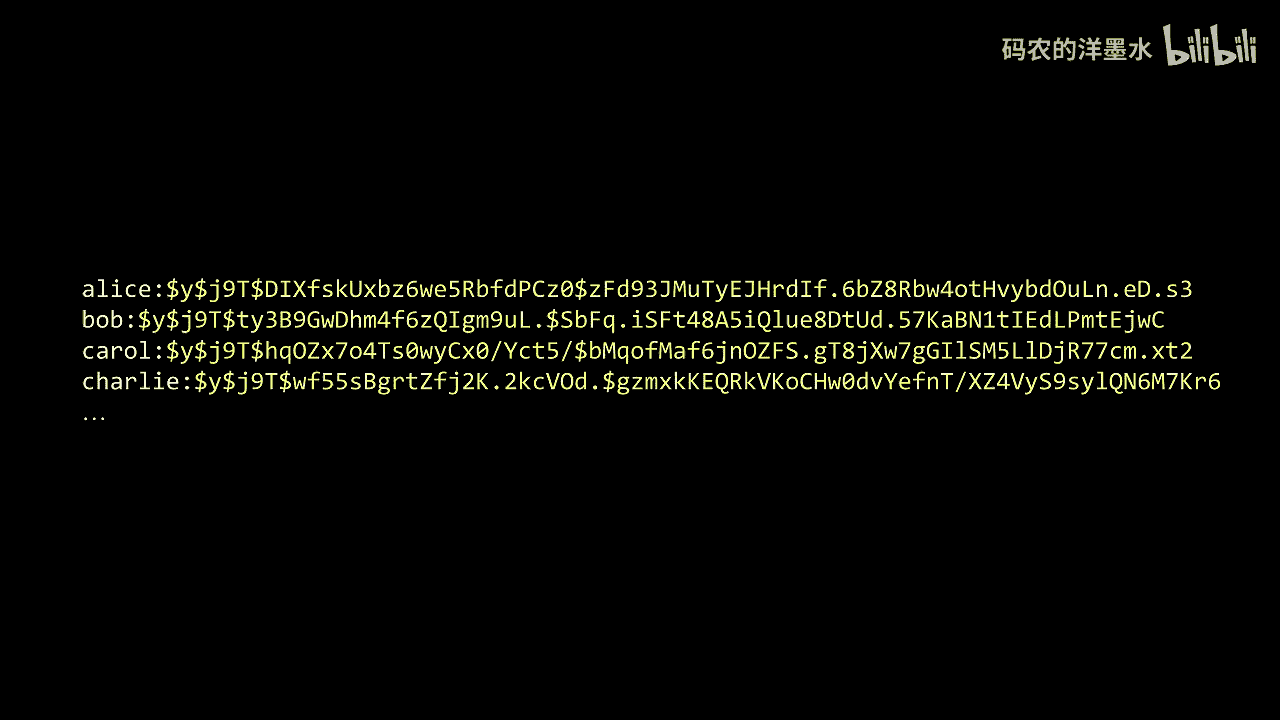 码农的洋墨水 bilibili
alice:$y$j9T$DIXfskUxbz6we5RbfdPCz0$zFd93JMuTyEJHrdIf.6bZ8Rbw4otHvybdOuLn.eD.s3
bob:$y$j9T$ty3B9GwDhm4f6zQIgm9uL.$SbFq.iSFt48A5iQlue8DtUd.57KaBN1tIEdLPmtEjwC
carol:$y$j9T$hqOZx7o4Ts0wyCx0/Yct5/$bMqofMaf6jnOZFS.gT8jXw7gGIlSM5LlDjR77cm.xt2
charlie:$y$j9T$wf55sBgrtZfj2K.2kcVOd.$gzmxkKEQRkVKoCHw0dvYefnT/XZ4VyS9sylQN6M7Kr6
...